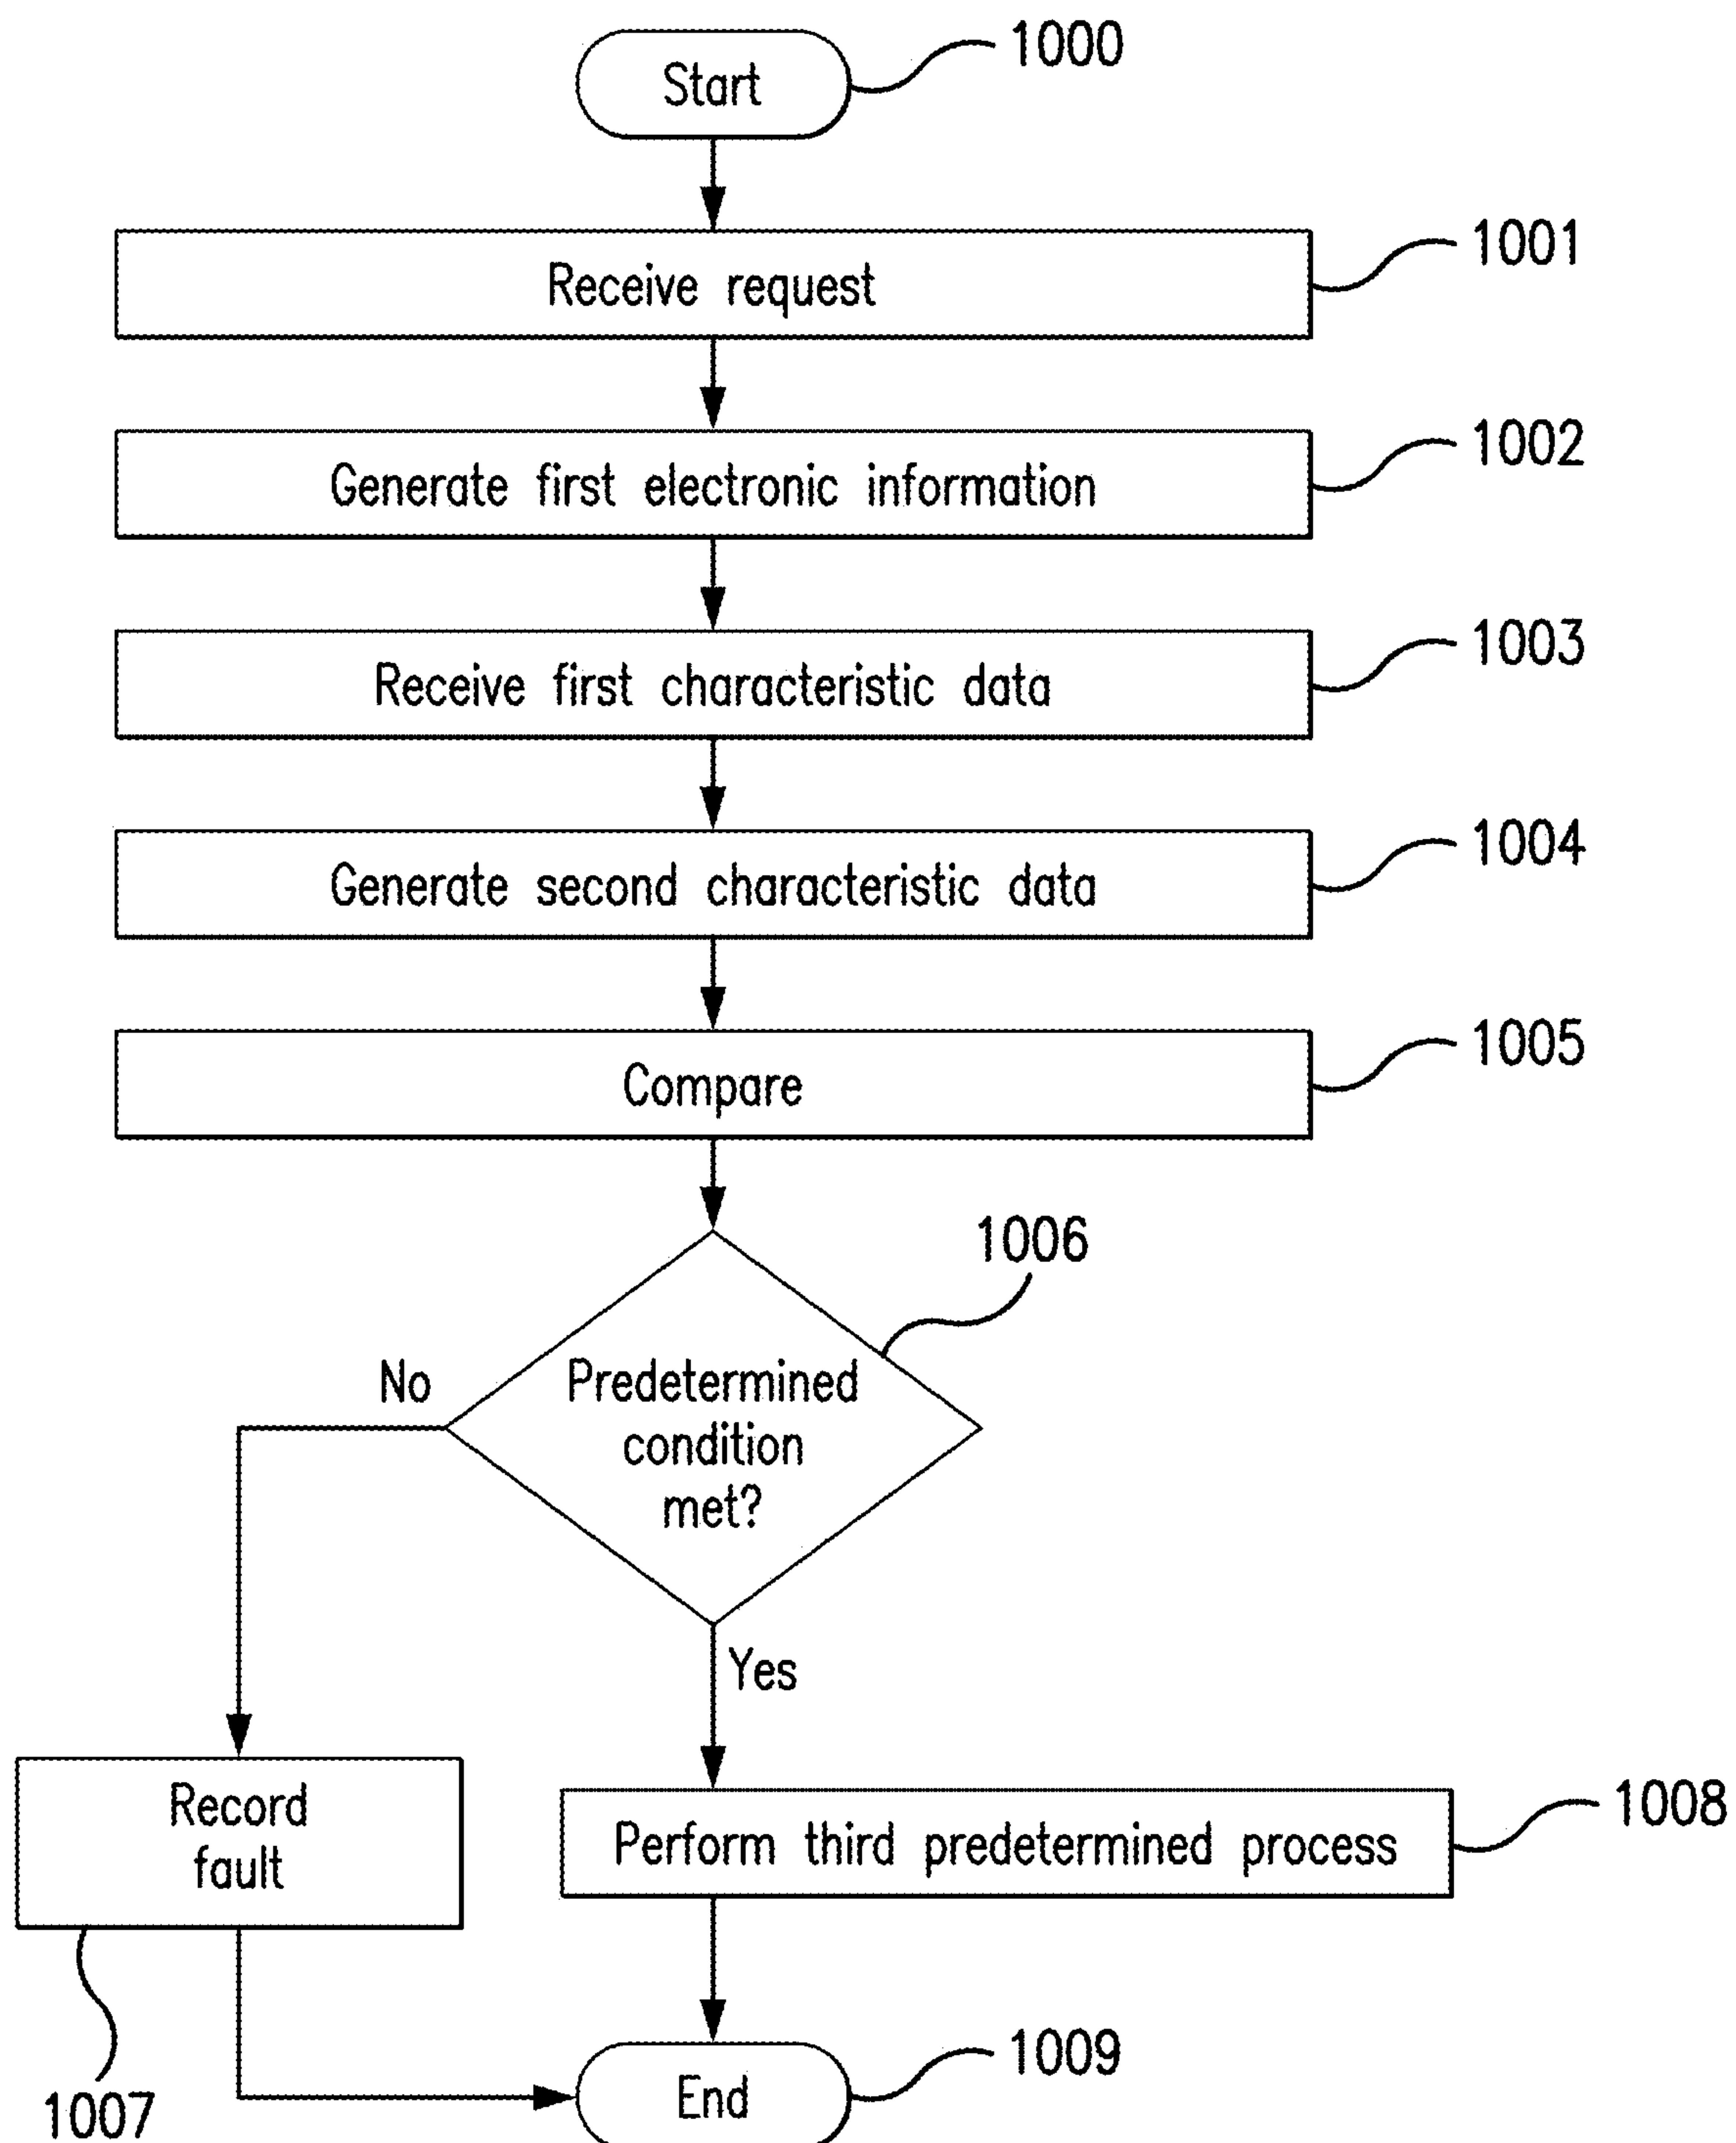 Start
1000
Receive request
1001
Generate first electronic information
1002
Receive first characteristic data
1003
Generate second characteristic data
1004
Compare
1005
1006
No
Predetermined
condition
met?
Yes
Record
fault
1007
Perform third predetermined process
1008
End
1009